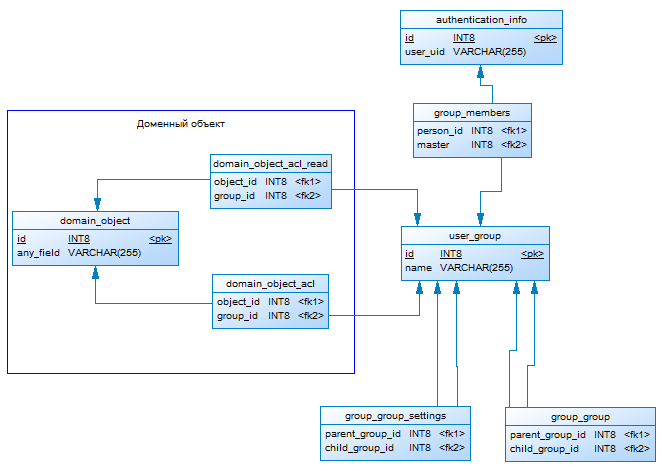 authentication_info
id INT8 <pk>
user_uid VARCHAR(255)
group_members
person_id INT8 <fk1>
master INT8 <fk2>
Доменный объект
domain_object_acl_read
object_id INT8 <fk1>
group_id INT8 <fk2>
domain_object
id INT8 <pk>
any_field VARCHAR(255)
user_group
id INT8 <pk>
name VARCHAR(255)
domain_object_acl
object_id INT8 <fk1>
group_id INT8 <fk2>
group_group_settings
parent_group_id INT8 <fk1>
child_group_id INT8 <fk2>
group_group
parent_group_id INT8 <fk1>
child_group_id INT8 <fk2>